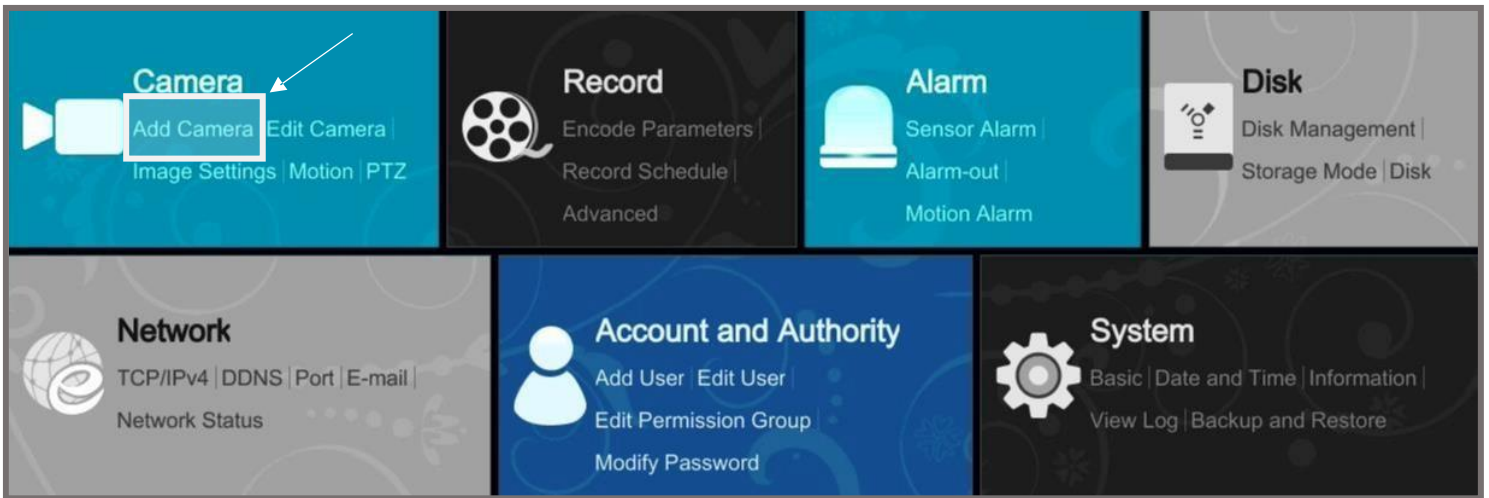 Camera
Add Camera | Edit Camera |
Image Settings | Motion | PTZ
Record
Encode Parameters |
Record Schedule |
Advanced
Alarm
Sensor Alarm |
Alarm-out |
Motion Alarm
Disk
Disk Management |
Storage Mode | Disk
Network
TCP/IPv4 | DDNS | Port | E-mail |
Network Status
Account and Authority
Add User | Edit User |
Edit Permission Group |
Modify Password
System
Basic | Date and Time | Information |
View Log | Backup and Restore